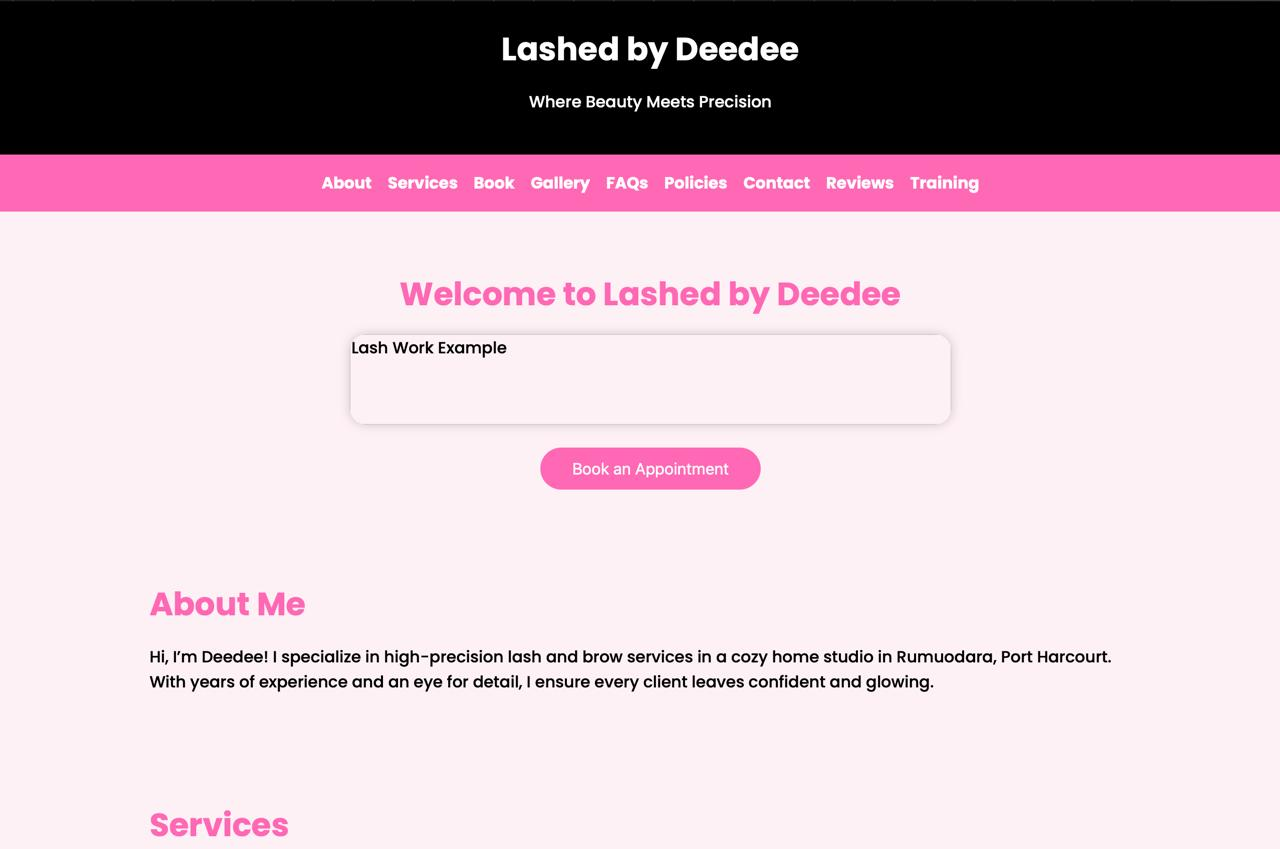 Lashed by Deedee
Where Beauty Meets Precision
About Services Book Gallery FAQs Policies Contact Reviews Training
Welcome to Lashed by Deedee
Lash Work Example
Book an Appointment
About Me
Hi, I’m Deedee! I specialize in high-precision lash and brow services in a cozy home studio in Rumuodara, Port Harcourt.
With years of experience and an eye for detail, I ensure every client leaves confident and glowing.
Services